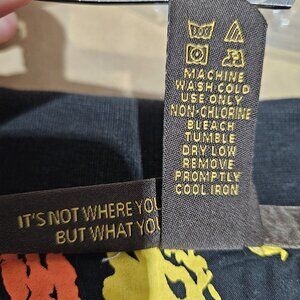 MACHINE
WASH COLD
USE ONLY
NON-CHLORINE
BLEACH
TUMBLE
DRY LOW
REMOVE
PROMPTLY
COOL IRON
IT'S NOT WHERE YOU
BUT WHAT YOU